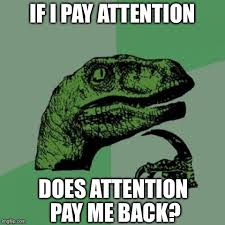 IF I PAY ATTENTION
DOES ATTENTION
PAY ME BACK?
imgflip.com